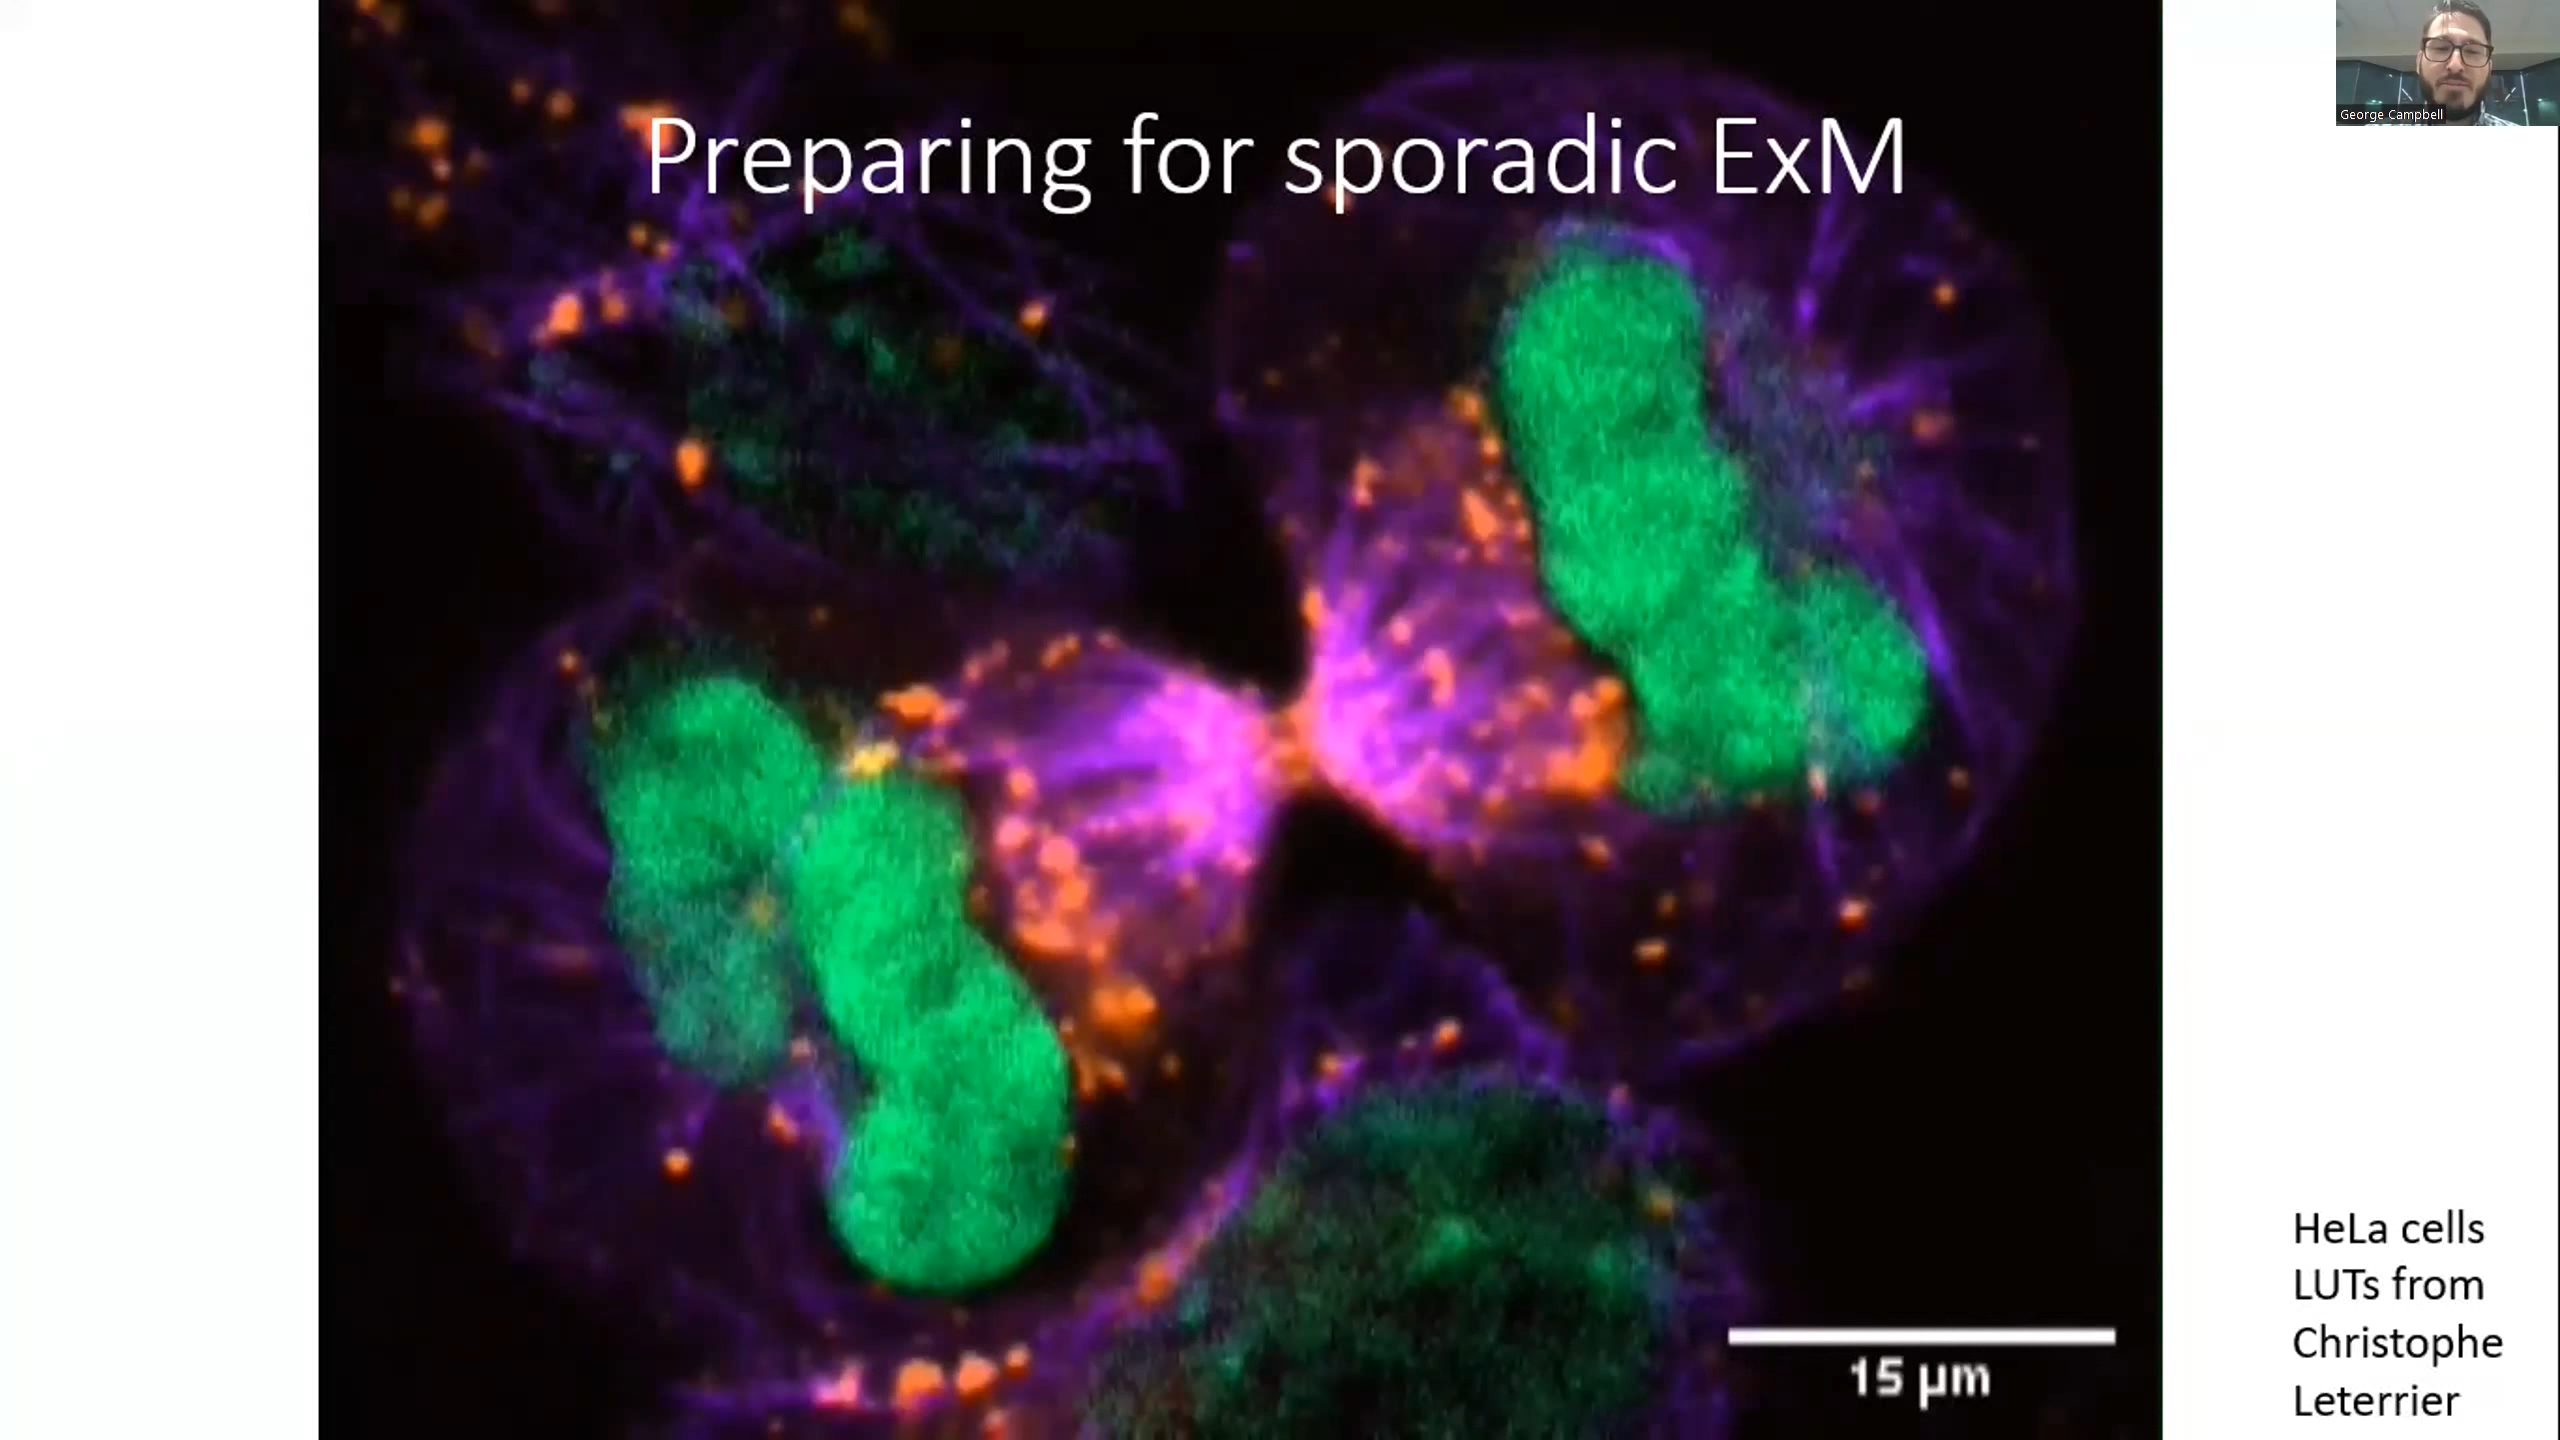 Preparing for sporadic ExM
George Campbell
HeLa cells
LUTs from
Christophe
Leterrier
15 µm